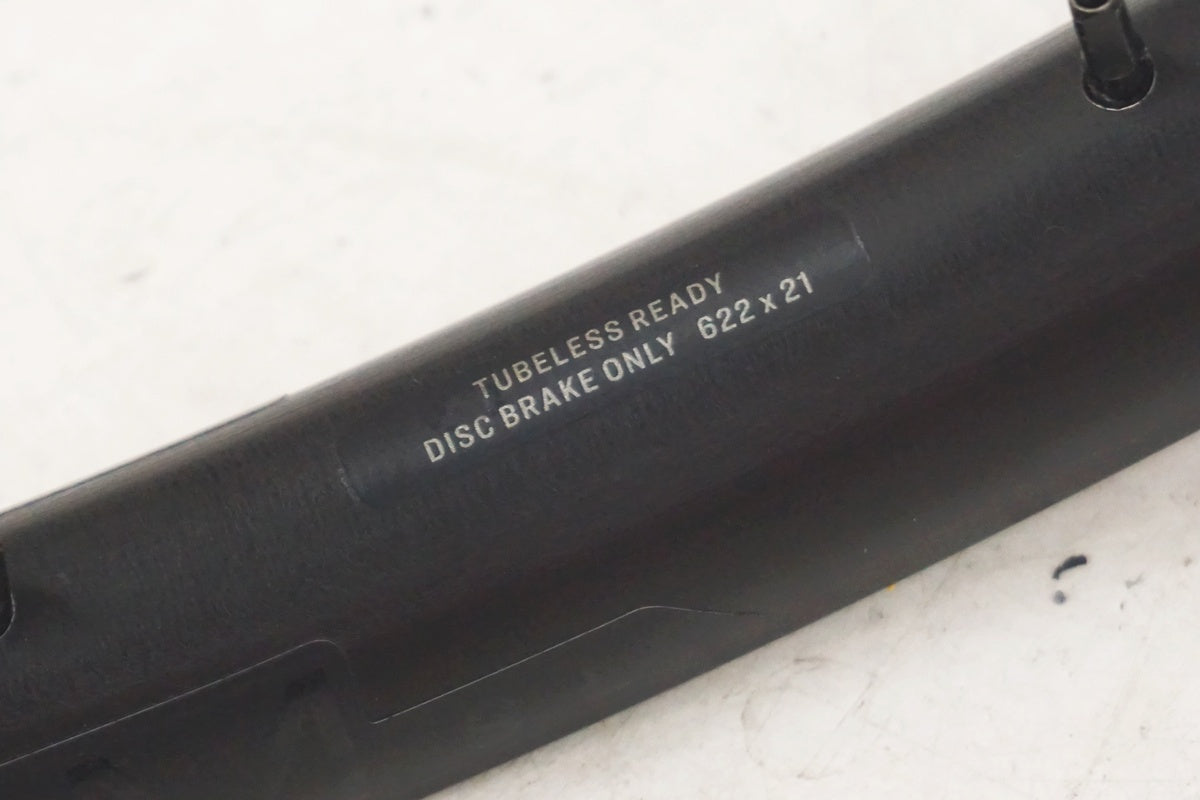 TUBELESS READY
DISC BRAKE ONLY 622 x 21